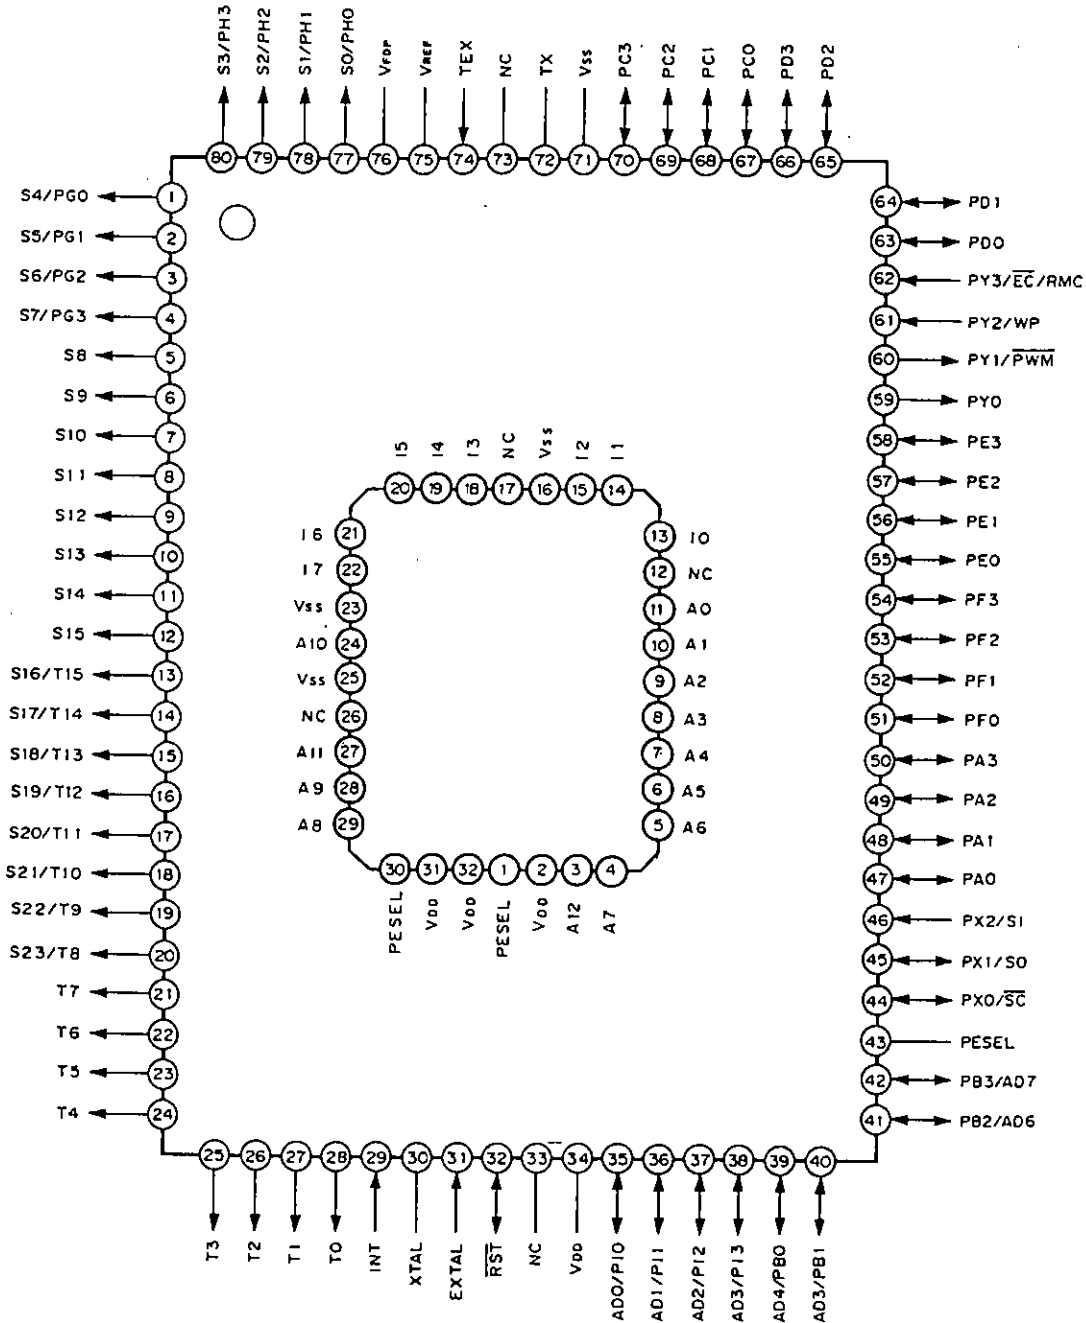 S3/PH3
S2/PH2
S1/PH1
S0/PH0
VFDP
VREF
TEX
NC
TX
Vss
PC3
PC2
PC1
PC0
PD3
PD2
80 79 78 77 76 75 74 73 72 71 70 69 68 67 66 65
S4/PG0 1
S5/PG1 2
S6/PG2 3
S7/PG3 4
S8 5
S9 6
S10 7
S11 8
S12 9
S13 10
S14 11
S15 12
S16/T15 13
S17/T14 14
S18/T13 15
S19/T12 16
S20/T11 17
S21/T10 18
S22/T9 19
S23/T8 20
T7 21
T6 22
T5 23
T4 24
64 PD1
63 PD0
62 PY3/EC/RMC
61 PY2/WP
60 PY1/PWM
59 PY0
58 PE3
57 PE2
56 PE1
55 PE0
54 PF3
53 PF2
52 PF1
51 PF0
50 PA3
49 PA2
48 PA1
47 PA0
46 PX2/SI
45 PX1/SO
44 PX0/SC
43 PESEL
42 PB3/AD7
41 PB2/AD6
I5
I4
I3
NC
Vss
I2
I1
20 19 18 17 16 15 14
I6 21
I7 22
Vss 23
A10 24
Vss 25
NC 26
A11 27
A9 28
A8 29
13 I0
12 NC
11 A0
10 A1
9 A2
8 A3
7 A4
6 A5
5 A6
30 31 32 1 2 3 4
PESEL
VDD
VDD
PESEL
VDD
A12
A7
25 26 27 28 29 30 31 32 33 34 35 36 37 38 39 40
T3
T2
T1
T0
INT
XTAL
EXTAL
RST
NC
VDD
AD0/PI0
AD1/PI1
AD2/PI2
AD3/PI3
AD4/PB0
AD3/PB1